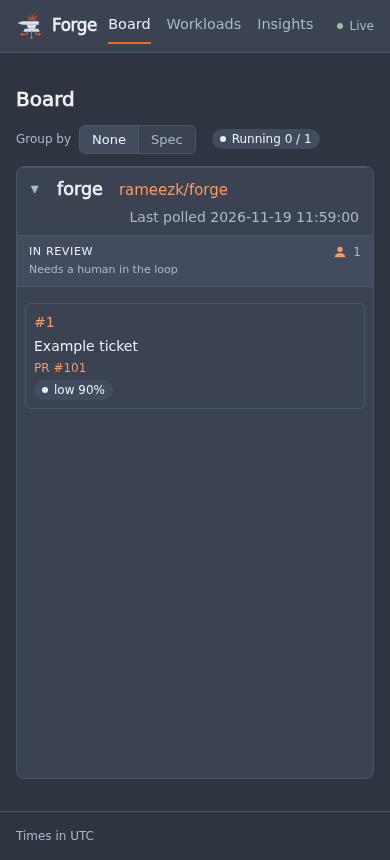 Forge Board Workloads Insights Live
Board
Group by None Spec Running 0 / 1
▼ forge rameezk/forge
Last polled 2026-11-19 11:59:00
IN REVIEW 1
Needs a human in the loop
#1
Example ticket
PR #101
low 90%
Times in UTC